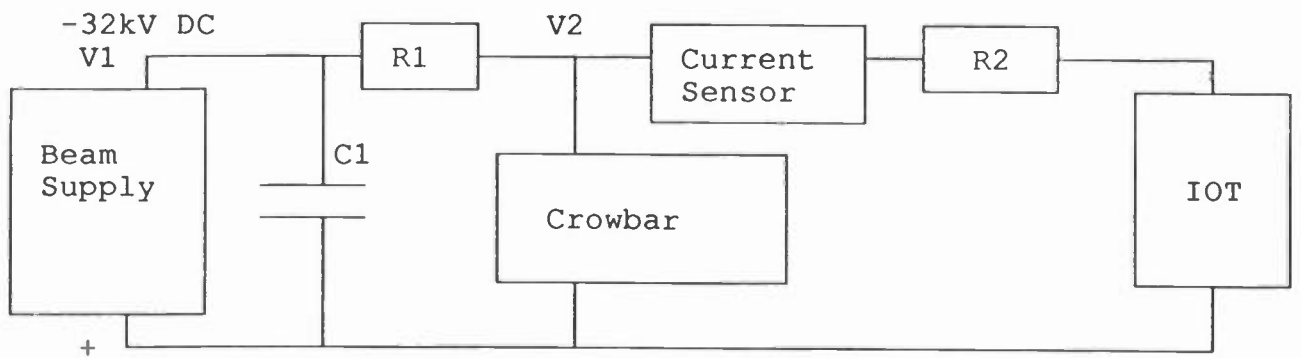 -32kV DC
V1
R1
V2
Current
Sensor
R2
Beam
Supply
C1
Crowbar
IOT
+